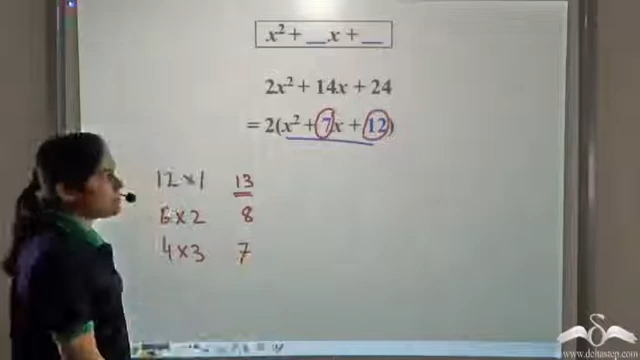 x² + __x + __
2x² + 14x + 24
= 2(x² + 7x + 12)
12 × 1 13
6 × 2 8
4 × 3 7
www.deltastep.com